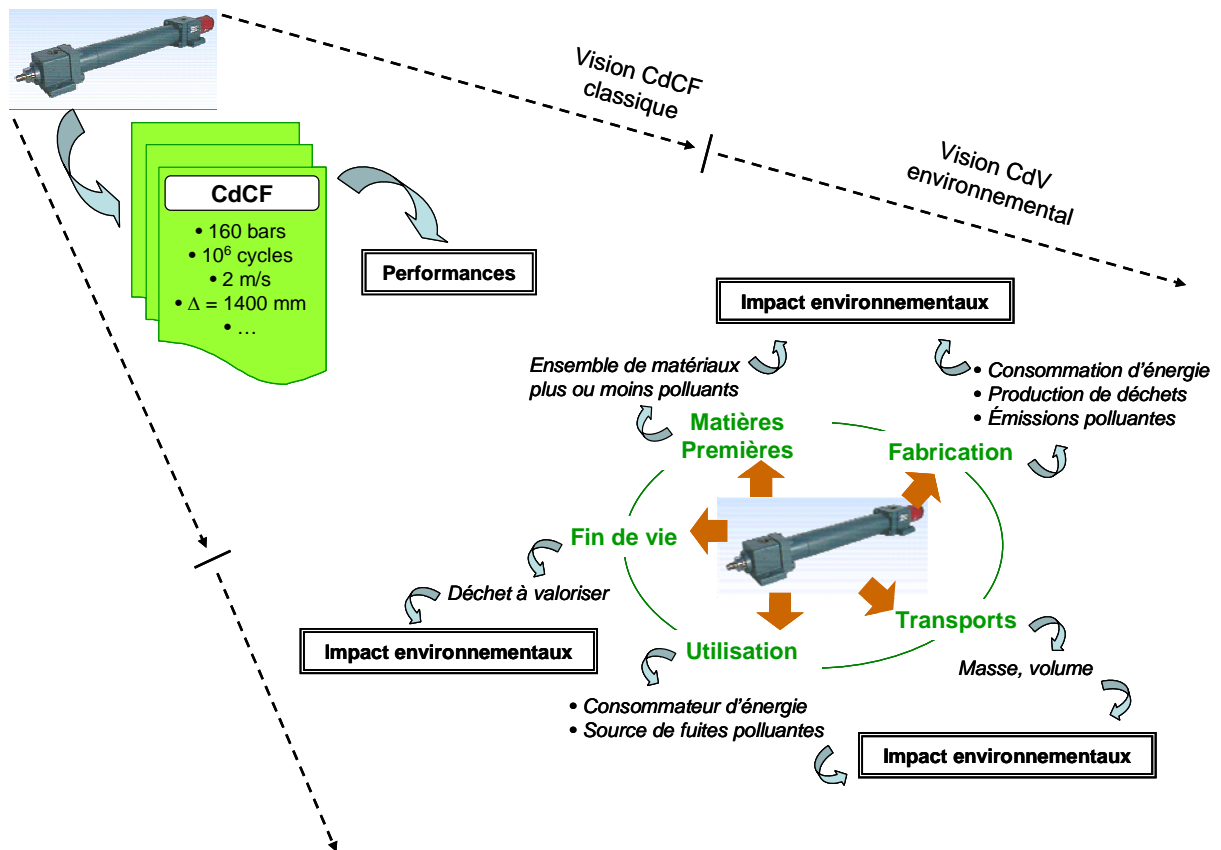 Vision CdCF
classique
Vision CdV
environnemental
CdCF
• 160 bars
• 10⁶ cycles
• 2 m/s
• Δ = 1400 mm
• …
Performances
Impact environnementaux
Ensemble de matériaux
plus ou moins polluants
• Consommation d’énergie
• Production de déchets
• Émissions polluantes
Matières
Premières
Fabrication
Fin de vie
Déchet à valoriser
Impact environnementaux
Utilisation
Transports
Masse, volume
• Consommateur d’énergie
• Source de fuites polluantes
Impact environnementaux